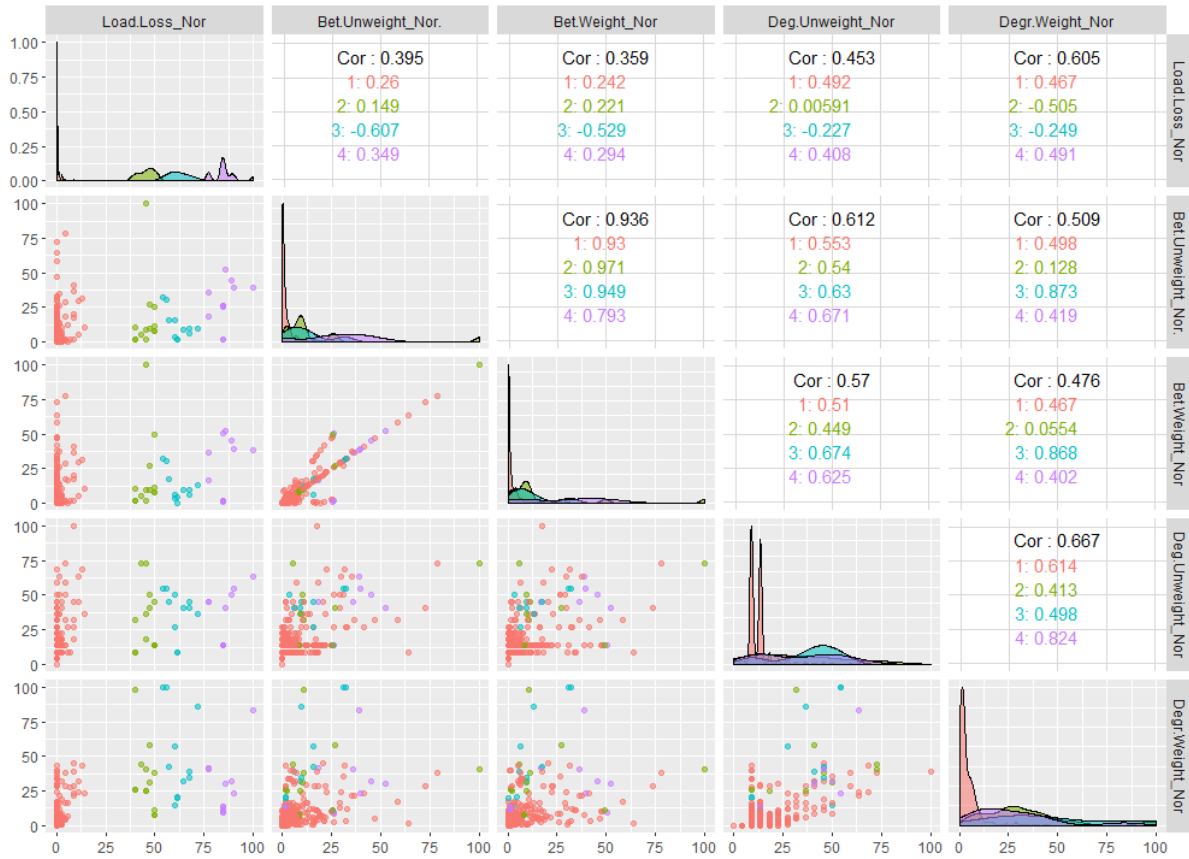 Load.Loss_Nor
Bet.Unweight_Nor.
Bet.Weight_Nor
Deg.Unweight_Nor
Degr.Weight_Nor
1.00
0.75
0.50
0.25
0.00
Cor : 0.395
1: 0.26
2: 0.149
3: -0.607
4: 0.349
Cor : 0.359
1: 0.242
2: 0.221
3: -0.529
4: 0.294
Cor : 0.453
1: 0.492
2: 0.00591
3: -0.227
4: 0.408
Cor : 0.605
1: 0.467
2: -0.505
3: -0.249
4: 0.491
Load.Loss_Nor
100
75
50
25
0
Cor : 0.936
1: 0.93
2: 0.971
3: 0.949
4: 0.793
Cor : 0.612
1: 0.553
2: 0.54
3: 0.63
4: 0.671
Cor : 0.509
1: 0.498
2: 0.128
3: 0.873
4: 0.419
Bet.Unweight_Nor.
100
75
50
25
0
Cor : 0.57
1: 0.51
2: 0.449
3: 0.674
4: 0.625
Cor : 0.476
1: 0.467
2: 0.0554
3: 0.868
4: 0.402
Bet.Weight_Nor
100
75
50
25
0
Cor : 0.667
1: 0.614
2: 0.413
3: 0.498
4: 0.824
Deg.Unweight_Nor
100
75
50
25
0
Degr.Weight_Nor
0 25 50 75 100
0 25 50 75 100
0 25 50 75 100
0 25 50 75 100
0 25 50 75 100